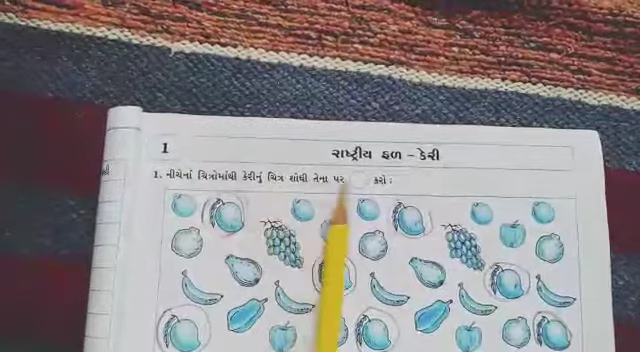 1
રાષ્ટ્રીય ફળ - કેરી
1. નીચેનાં ચિત્રોમાંથી કેરીનું ચિત્ર શોધી તેના પર કરો :